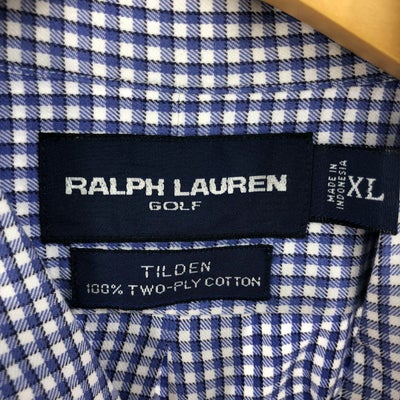 RALPH LAUREN
GOLF
MADE IN
INDONESIA
XL
TILDEN
100% TWO-PLY COTTON